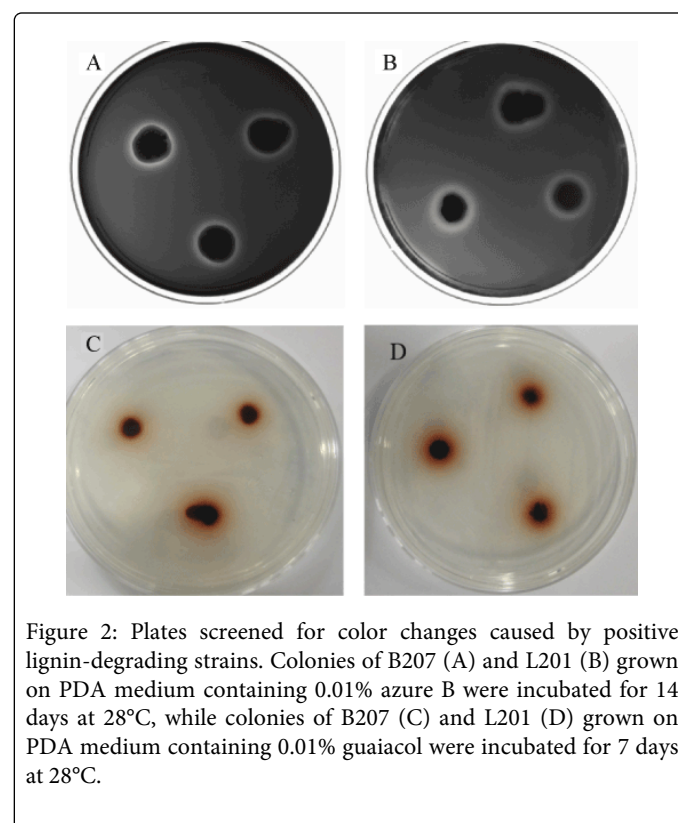 A
B
C
D
Figure 2: Plates screened for color changes caused by positive
lignin-degrading strains. Colonies of B207 (A) and L201 (B) grown
on PDA medium containing 0.01% azure B were incubated for 14
days at 28°C, while colonies of B207 (C) and L201 (D) grown on
PDA medium containing 0.01% guaiacol were incubated for 7 days
at 28°C.